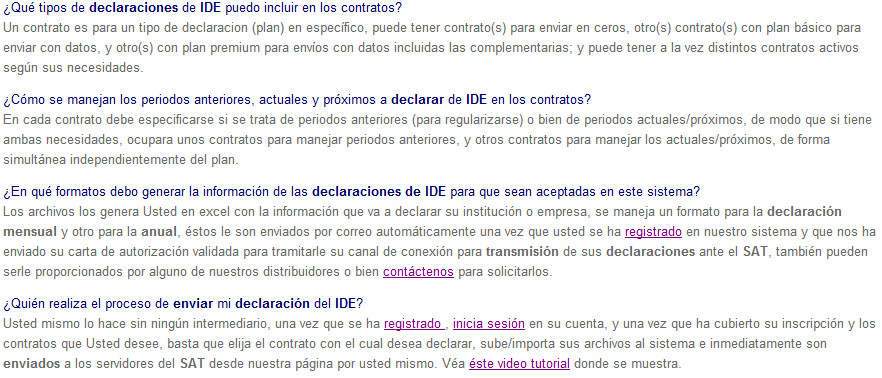 ¿Qué tipos de declaraciones de IDE puedo incluir en los contratos?
Un contrato es para un tipo de declaracion (plan) en específico, puede tener contrato(s) para enviar en ceros, otro(s) contrato(s) con plan básico para
enviar con datos, y otro(s) con plan premium para envíos con datos incluidas las complementarias; y puede tener a la vez distintos contratos activos
según sus necesidades.
¿Cómo se manejan los periodos anteriores, actuales y próximos a declarar de IDE en los contratos?
En cada contrato debe especificarse si se trata de periodos anteriores (para regularizarse) o bien de periodos actuales/próximos, de modo que si tiene
ambas necesidades, ocupara unos contratos para manejar periodos anteriores, y otros contratos para manejar los actuales/próximos, de forma
simultánea independientemente del plan.
¿En qué formatos debo generar la información de las declaraciones de IDE para que sean aceptadas en este sistema?
Los archivos los genera Usted en excel con la información que va a declarar su institución o empresa, se maneja un formato para la declaración
mensual y otro para la anual, éstos le son enviados por correo automáticamente una vez que usted se ha registrado en nuestro sistema y que nos ha
enviado su carta de autorización validada para tramitarle su canal de conexión para transmisión de sus declaraciones ante el SAT, también pueden
serle proporcionados por alguno de nuestros distribuidores o bien contáctenos para solicitarlos.
¿Quién realiza el proceso de enviar mi declaración del IDE?
Usted mismo lo hace sin ningún intermediario, una vez que se ha registrado , inicia sesión en su cuenta, y una vez que ha cubierto su inscripción y los
contratos que Usted desee, basta que elija el contrato con el cual desea declarar, sube/importa sus archivos al sistema e inmediatamente son
enviados a los servidores del SAT desde nuestra página por usted mismo. Véa éste video tutorial donde se muestra.